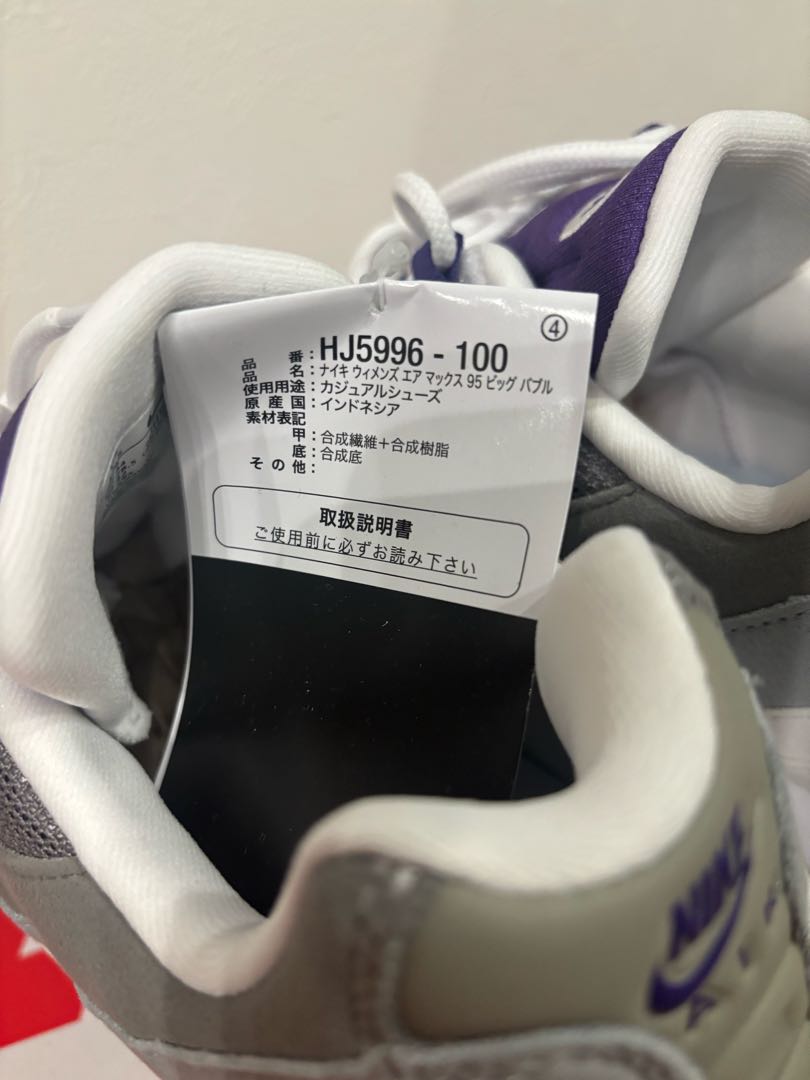 ④
品番：HJ5996 - 100
品名：ナイキ ウィメンズ エア マックス 95 ビッグ バブル
使用用途：カジュアルシューズ
原産国：インドネシア
素材表記
甲：合成繊維＋合成樹脂
底：合成底
その他：
取扱説明書
ご使用前に必ずお読み下さい
NIKE
AIR